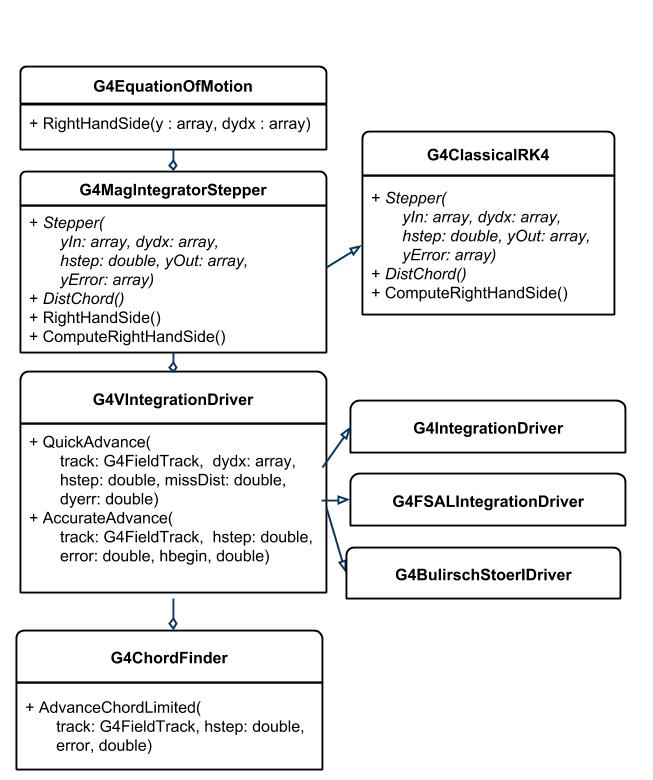 G4EquationOfMotion
+ RightHandSide(y : array, dydx : array)
G4MagIntegratorStepper
+ Stepper(
yIn: array, dydx: array,
hstep: double, yOut: array,
yError: array)
+ DistChord()
+ RightHandSide()
+ ComputeRightHandSide()
G4ClassicalRK4
+ Stepper(
yIn: array, dydx: array,
hstep: double, yOut: array,
yError: array)
+ DistChord()
+ ComputeRightHandSide()
G4VIntegrationDriver
+ QuickAdvance(
track: G4FieldTrack, dydx: array,
hstep: double, missDist: double,
dyerr: double)
+ AccurateAdvance(
track: G4FieldTrack, hstep: double,
error: double, hbegin, double)
G4IntegrationDriver
G4FSALIntegrationDriver
G4BulirschStoerIDriver
G4ChordFinder
+ AdvanceChordLimited(
track: G4FieldTrack, hstep: double,
error, double)